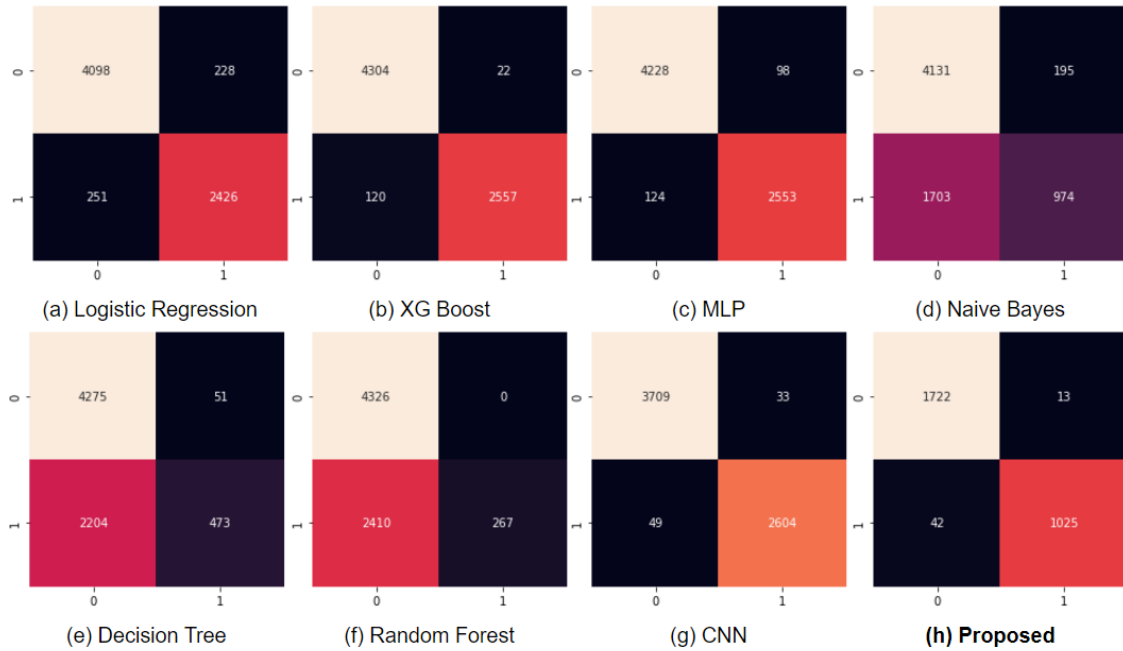 0 4098 228 0 4304 22 0 4228 98 0 4131 195
1 251 2426 1 120 2557 1 124 2553 1 1703 974
0 1 0 1 0 1 0 1
(a) Logistic Regression (b) XG Boost (c) MLP (d) Naive Bayes
0 4275 51 0 4326 0 0 3709 33 0 1722 13
1 2204 473 1 2410 267 1 49 2604 1 42 1025
0 1 0 1 0 1 0 1
(e) Decision Tree (f) Random Forest (g) CNN (h) Proposed